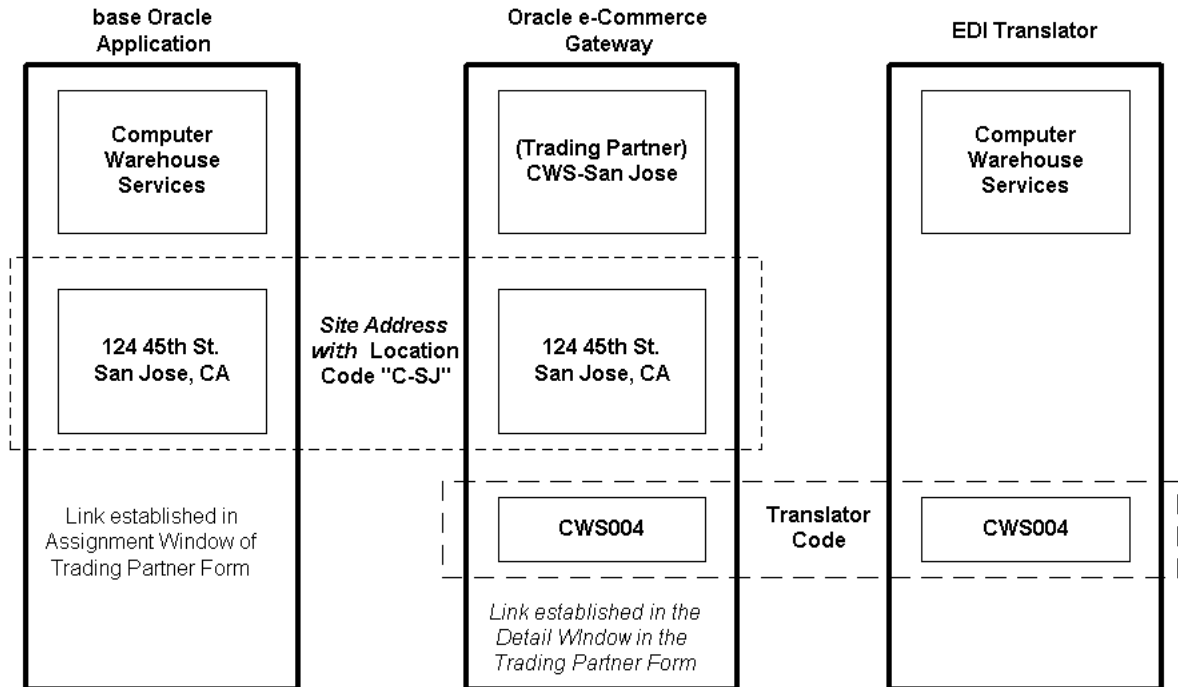 base Oracle
Application
Oracle e-Commerce
Gateway
EDI Translator
Computer
Warehouse
Services
(Trading Partner)
CWS-San Jose
Computer
Warehouse
Services
124 45th St.
San Jose, CA
Site Address
with Location
Code "C-SJ"
124 45th St.
San Jose, CA
Link established in
Assignment Window of
Trading Partner Form
CWS004
Translator
Code
CWS004
Link established in the
Detail WIndow in the
Trading Partner Form